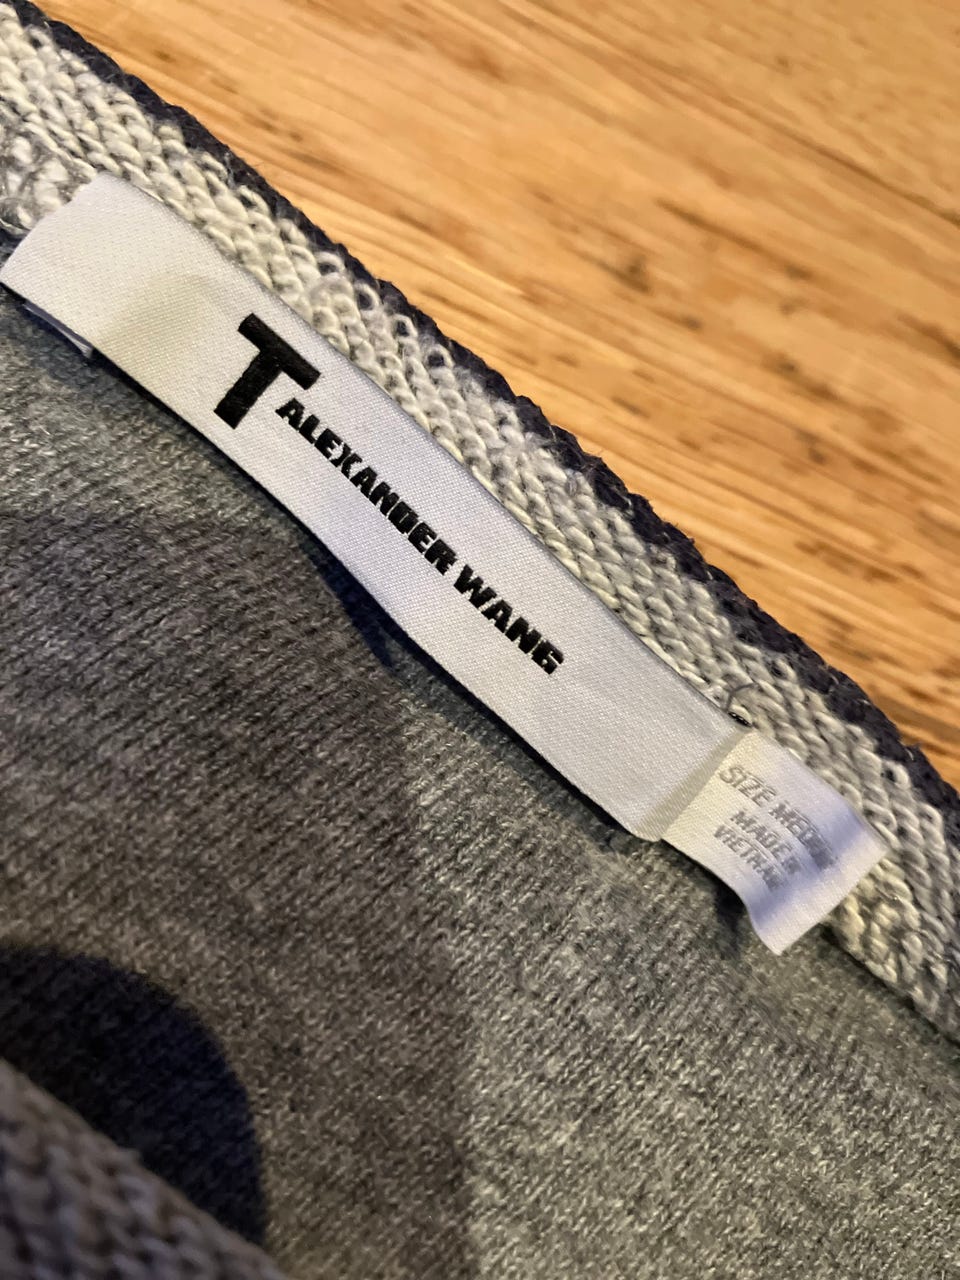 T ALEXANDER WANG
SIZE MEDIUM
MADE IN
VIETNAM